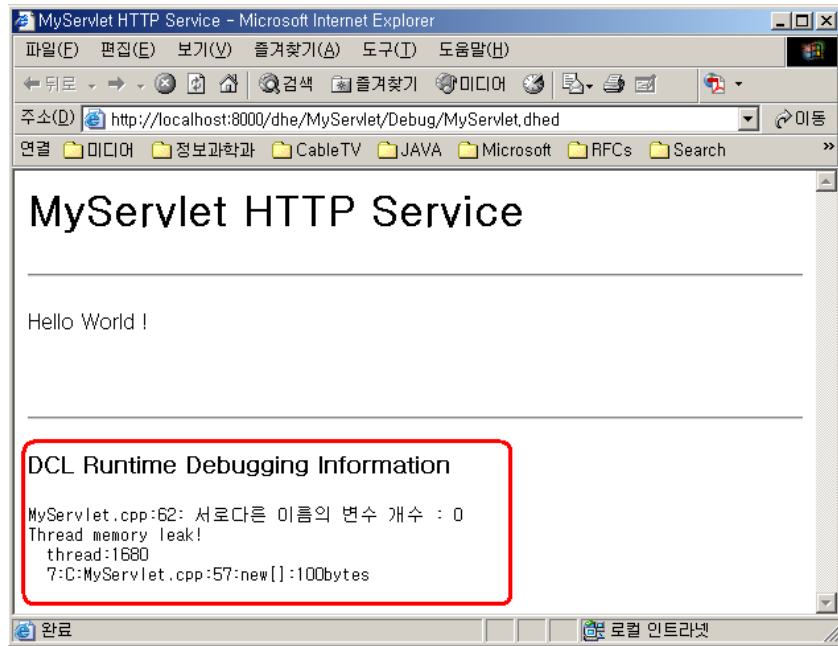 MyServlet HTTP Service - Microsoft Internet Explorer
파일(F) 편집(E) 보기(V) 즐겨찾기(A) 도구(T) 도움말(H)
뒤로 검색 즐겨찾기 미디어
주소(D) http://localhost:8000/dhe/MyServlet/Debug/MyServlet.dhed 이동
연결 미디어 정보과학과 CableTV JAVA Microsoft RFCs Search »
MyServlet HTTP Service
Hello World !
DCL Runtime Debugging Information
MyServlet.cpp:62: 서로다른 이름의 변수 개수 : 0
Thread memory leak!
thread:1680
7:C:MyServlet.cpp:57:new[]:100bytes
완료 로컬 인트라넷